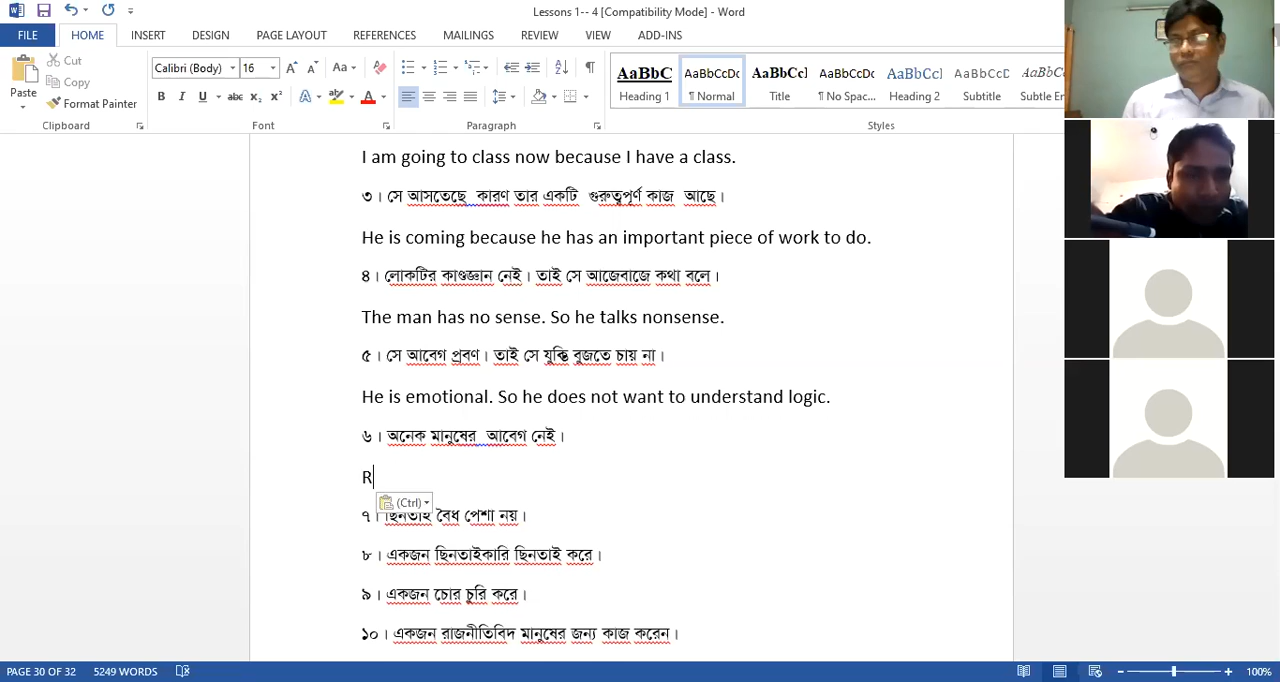 Lessons 1-- 4 [Compatibility Mode] - Word
FILE HOME INSERT DESIGN PAGE LAYOUT REFERENCES MAILINGS REVIEW VIEW ADD-INS
Paste
Cut
Copy
Format Painter
Clipboard
Calibri (Body) 16
Font
Paragraph
AaBbC AaBbCcDc AaBbCc] AaBbCcDc AaBbCc] AaBbCcD AaBbCc
Heading 1 ¶ Normal Title ¶ No Spac... Heading 2 Subtitle Subtle En
Styles
I am going to class now because I have a class.
৩। সে আসতেছে কারণ তার একটি গুরুত্বপূর্ণ কাজ আছে।
He is coming because he has an important piece of work to do.
৪। লোকটির কাণ্ডজ্ঞান নেই। তাই সে আজেবাজে কথা বলে।
The man has no sense. So he talks nonsense.
৫। সে আবেগ প্রবণ। তাই সে যুক্তি বুজতে চায় না।
He is emotional. So he does not want to understand logic.
৬। অনেক মানুষের আবেগ নেই।
R
(Ctrl)
৭। ছিনতাই বৈধ পেশা নয়।
৮। একজন ছিনতাইকারি ছিনতাই করে।
৯। একজন চোর চুরি করে।
১০। একজন রাজনীতিবিদ মানুষের জন্য কাজ করেন।
PAGE 30 OF 32 5249 WORDS 100%